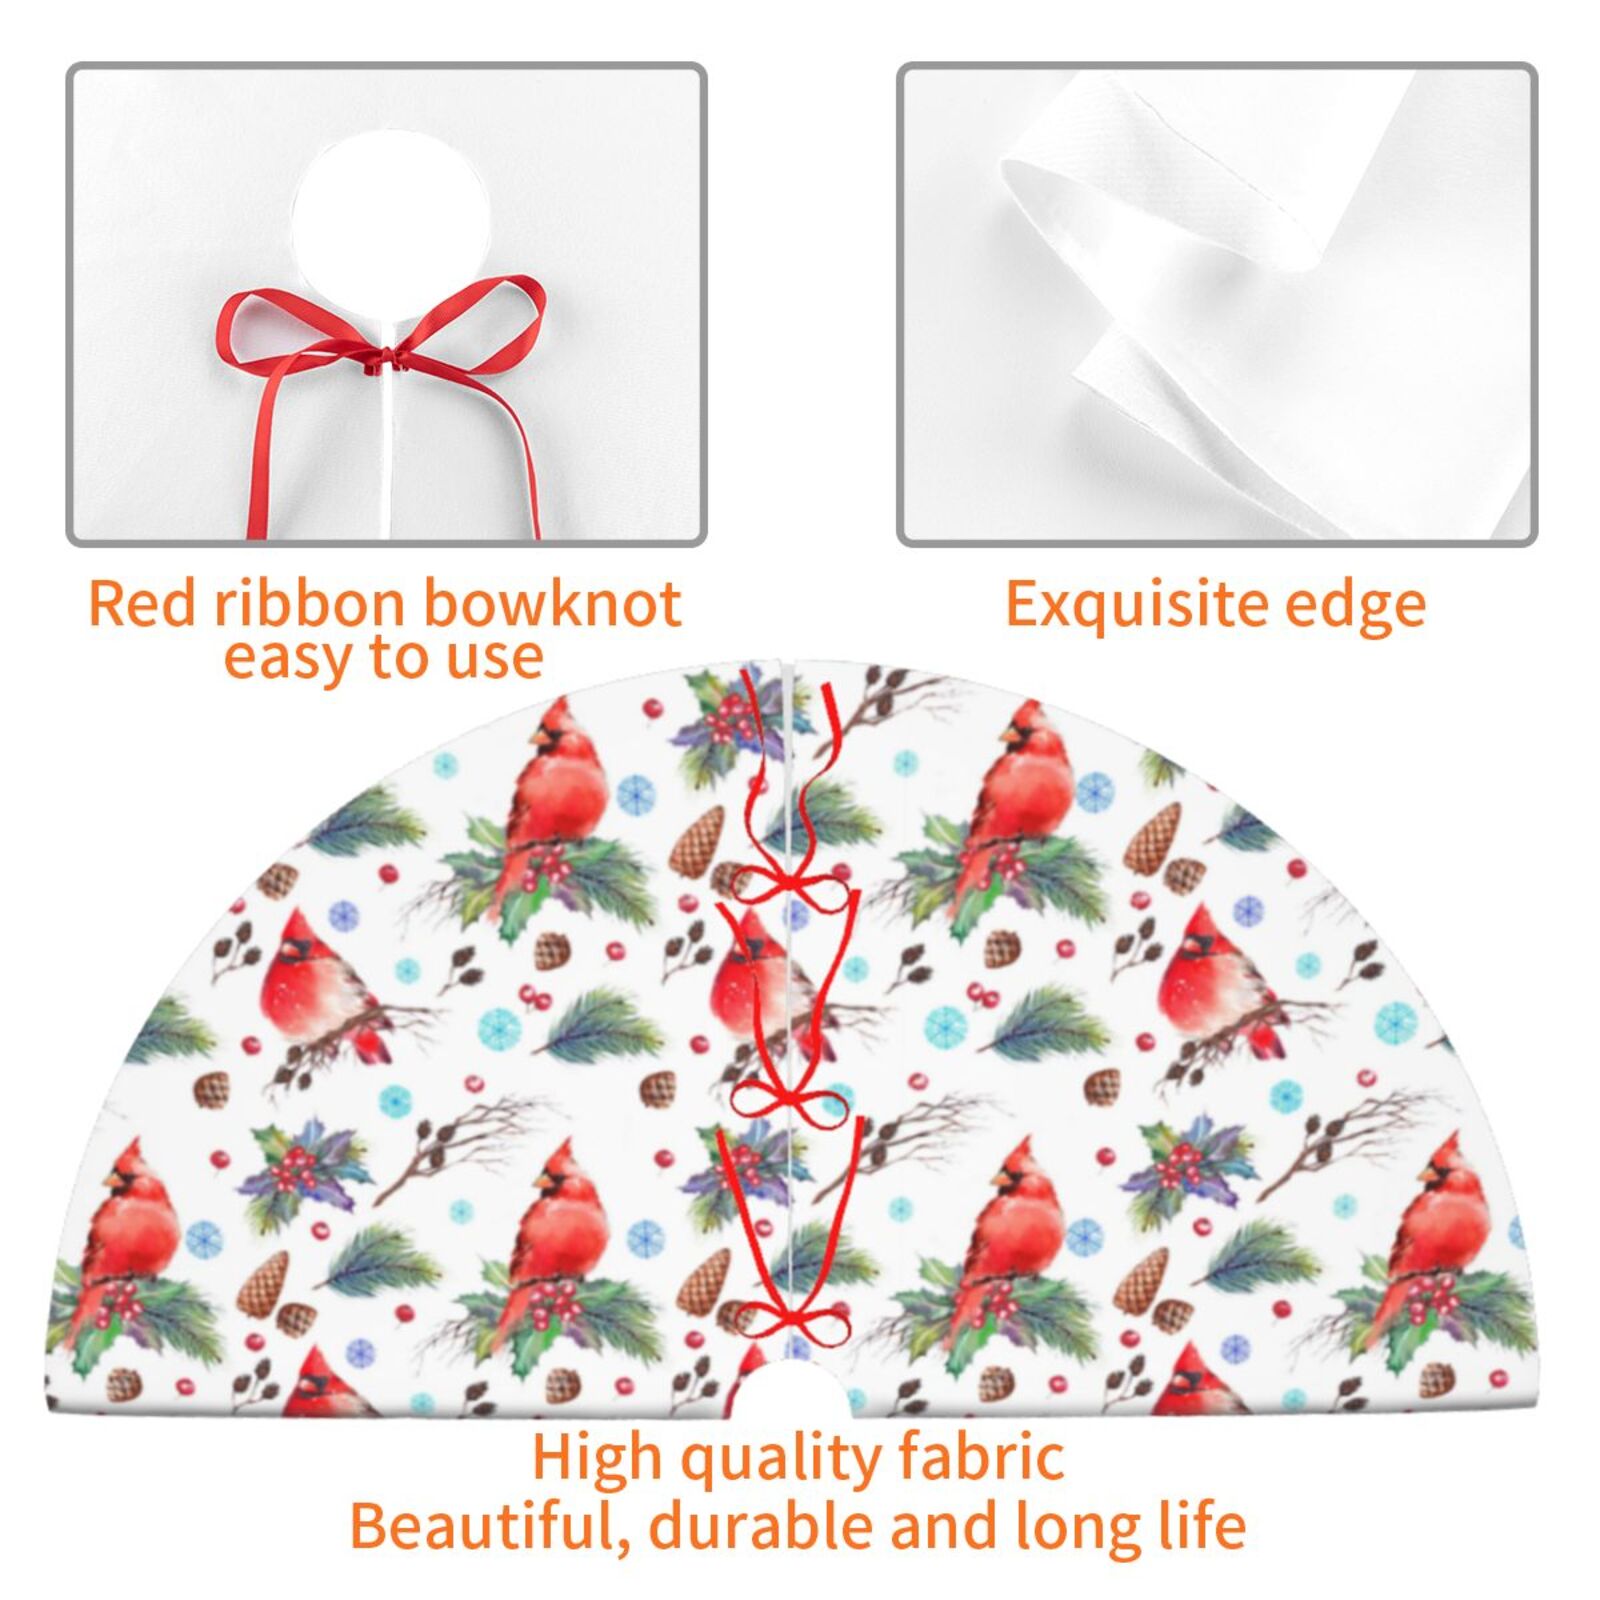 Red ribbon bowknot
easy to use
Exquisite edge
High quality fabric
Beautiful, durable and long life